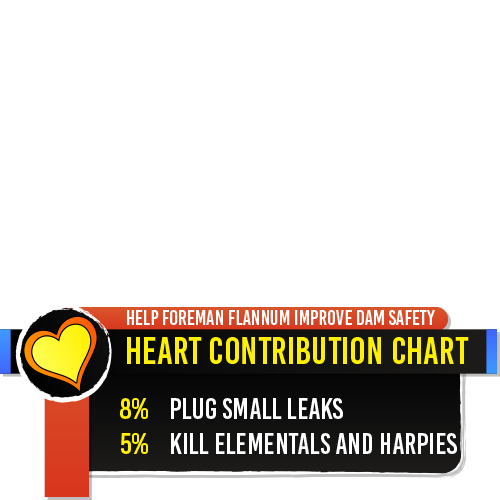 HELP FOREMAN FLANNUM IMPROVE DAM SAFETY
HEART CONTRIBUTION CHART
8% PLUG SMALL LEAKS
5% KILL ELEMENTALS AND HARPIES